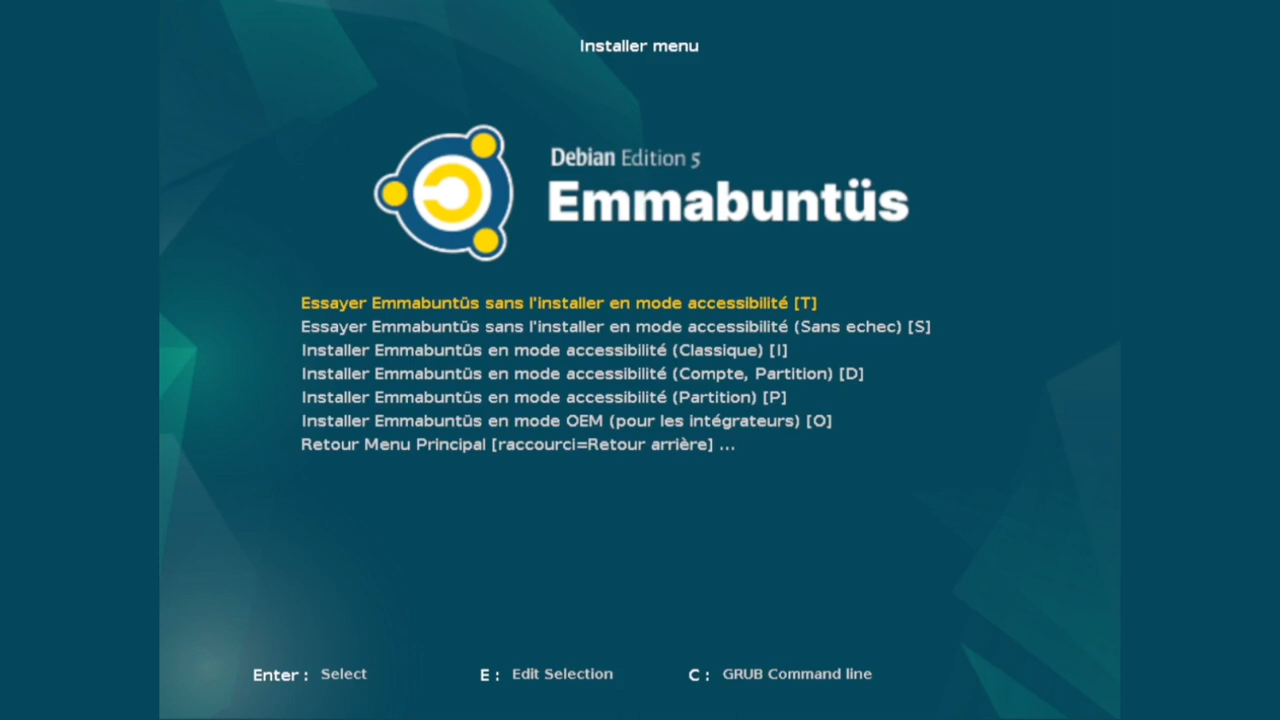 Installer menu
Debian Edition 5
Emmabuntüs
Essayer Emmabuntüs sans l'installer en mode accessibilité [T]
Essayer Emmabuntüs sans l'installer en mode accessibilité (Sans echec) [S]
Installer Emmabuntüs en mode accessibilité (Classique) [I]
Installer Emmabuntüs en mode accessibilité (Compte, Partition) [D]
Installer Emmabuntüs en mode accessibilité (Partition) [P]
Installer Emmabuntüs en mode OEM (pour les intégrateurs) [O]
Retour Menu Principal [raccourci=Retour arrière] ...
Enter : Select E : Edit Selection C : GRUB Command line